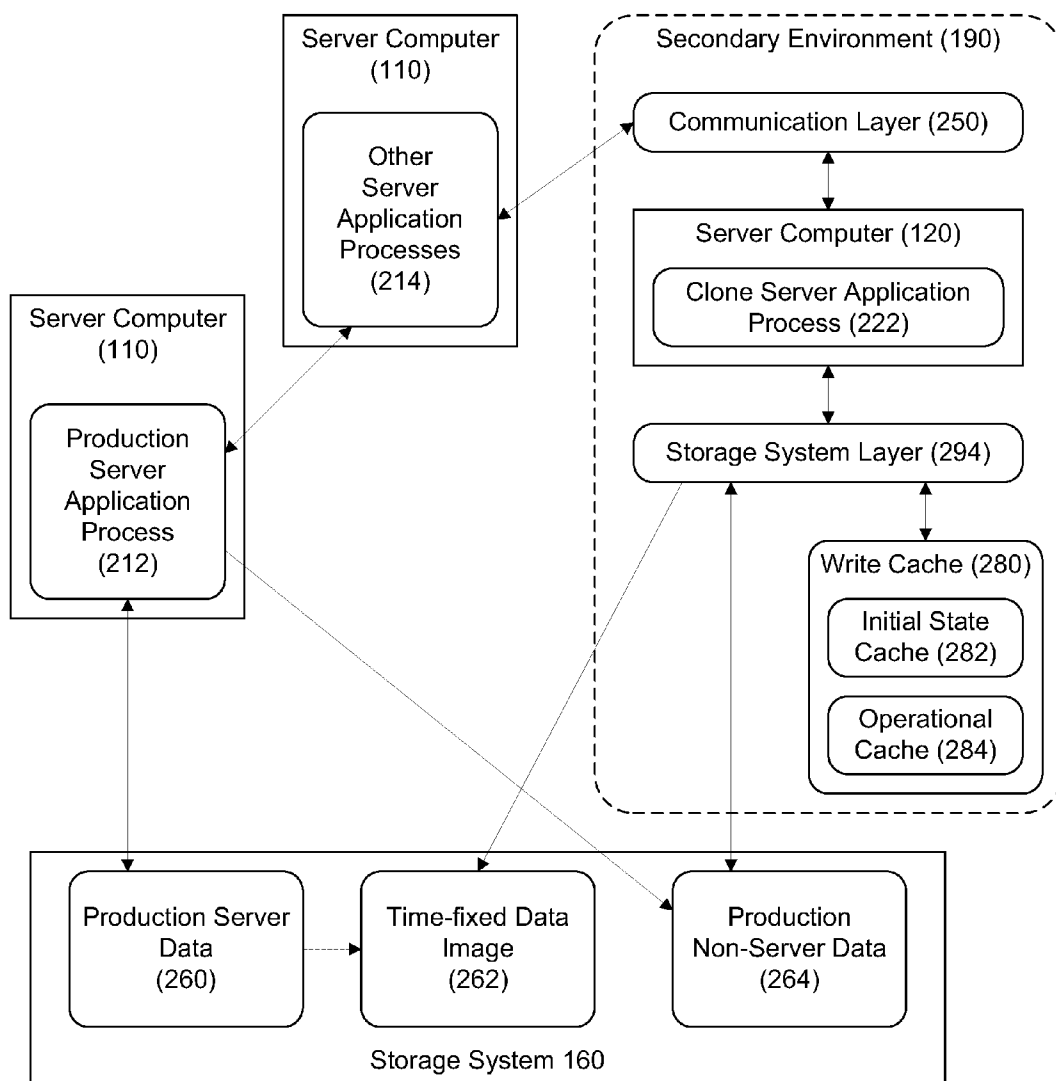 Server Computer
(110)
Other
Server
Application
Processes
(214)
Secondary Environment (190)
Communication Layer (250)
Server Computer (120)
Clone Server Application
Process (222)
Storage System Layer (294)
Write Cache (280)
Initial State
Cache (282)
Operational
Cache (284)
Server Computer
(110)
Production
Server
Application
Process
(212)
Production Server
Data
(260)
Time-fixed Data
Image
(262)
Production
Non-Server Data
(264)
Storage System 160